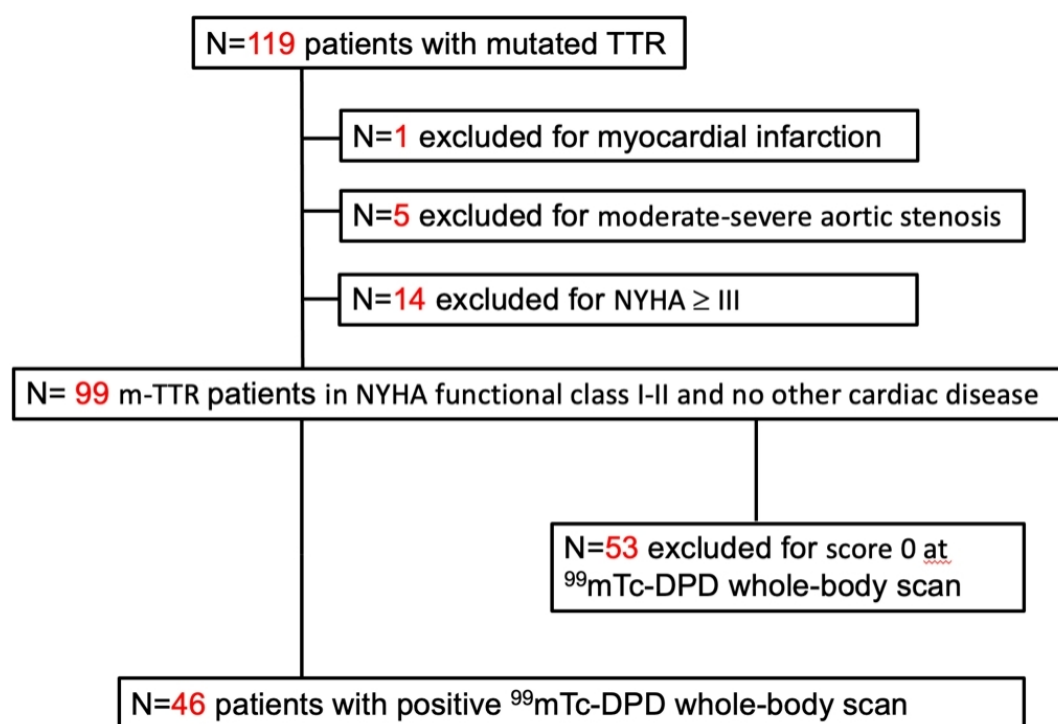 N=119 patients with mutated TTR
N=1 excluded for myocardial infarction
N=5 excluded for moderate-severe aortic stenosis
N=14 excluded for NYHA ≥ III
N= 99 m-TTR patients in NYHA functional class I-II and no other cardiac disease
N=53 excluded for score 0 at
⁹⁹mTc-DPD whole-body scan
N=46 patients with positive ⁹⁹mTc-DPD whole-body scan